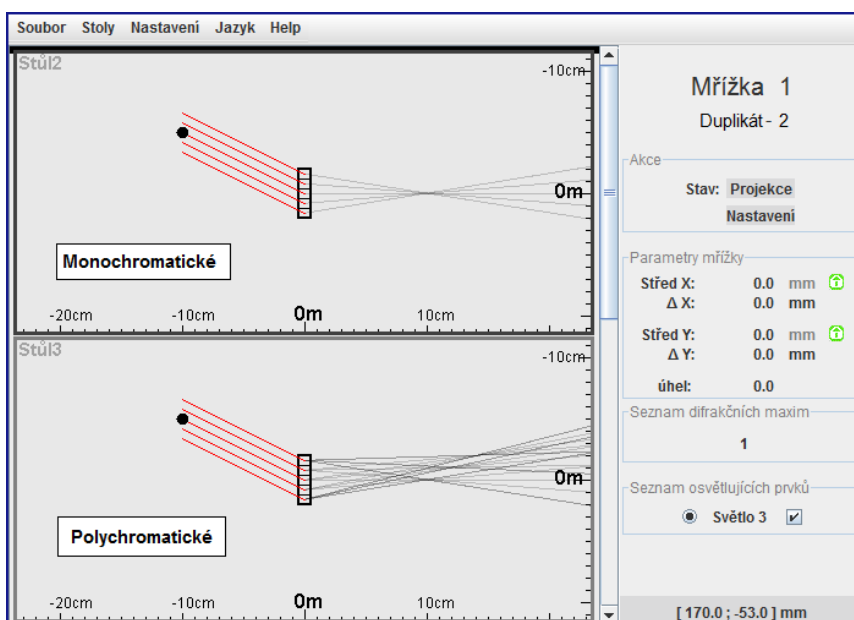 Soubor Stoly Nastavení Jazyk Help
Stůl2
-10cm
0m
Monochromatické
-20cm -10cm 0m 10cm
Stůl3
-10cm
0m
Polychromatické
-20cm -10cm 0m 10cm
Mřížka 1
Duplikát - 2
Akce
Stav: Projekce
Nastaveni
Parametry mřížky
Střed X: 0.0 mm
Δ X: 0.0 mm
Střed Y: 0.0 mm
Δ Y: 0.0 mm
úhel: 0.0
Seznam difrakčních maxim
1
Seznam osvětlujících prvků
Světlo 3
[ 170.0 ; -53.0 ] mm